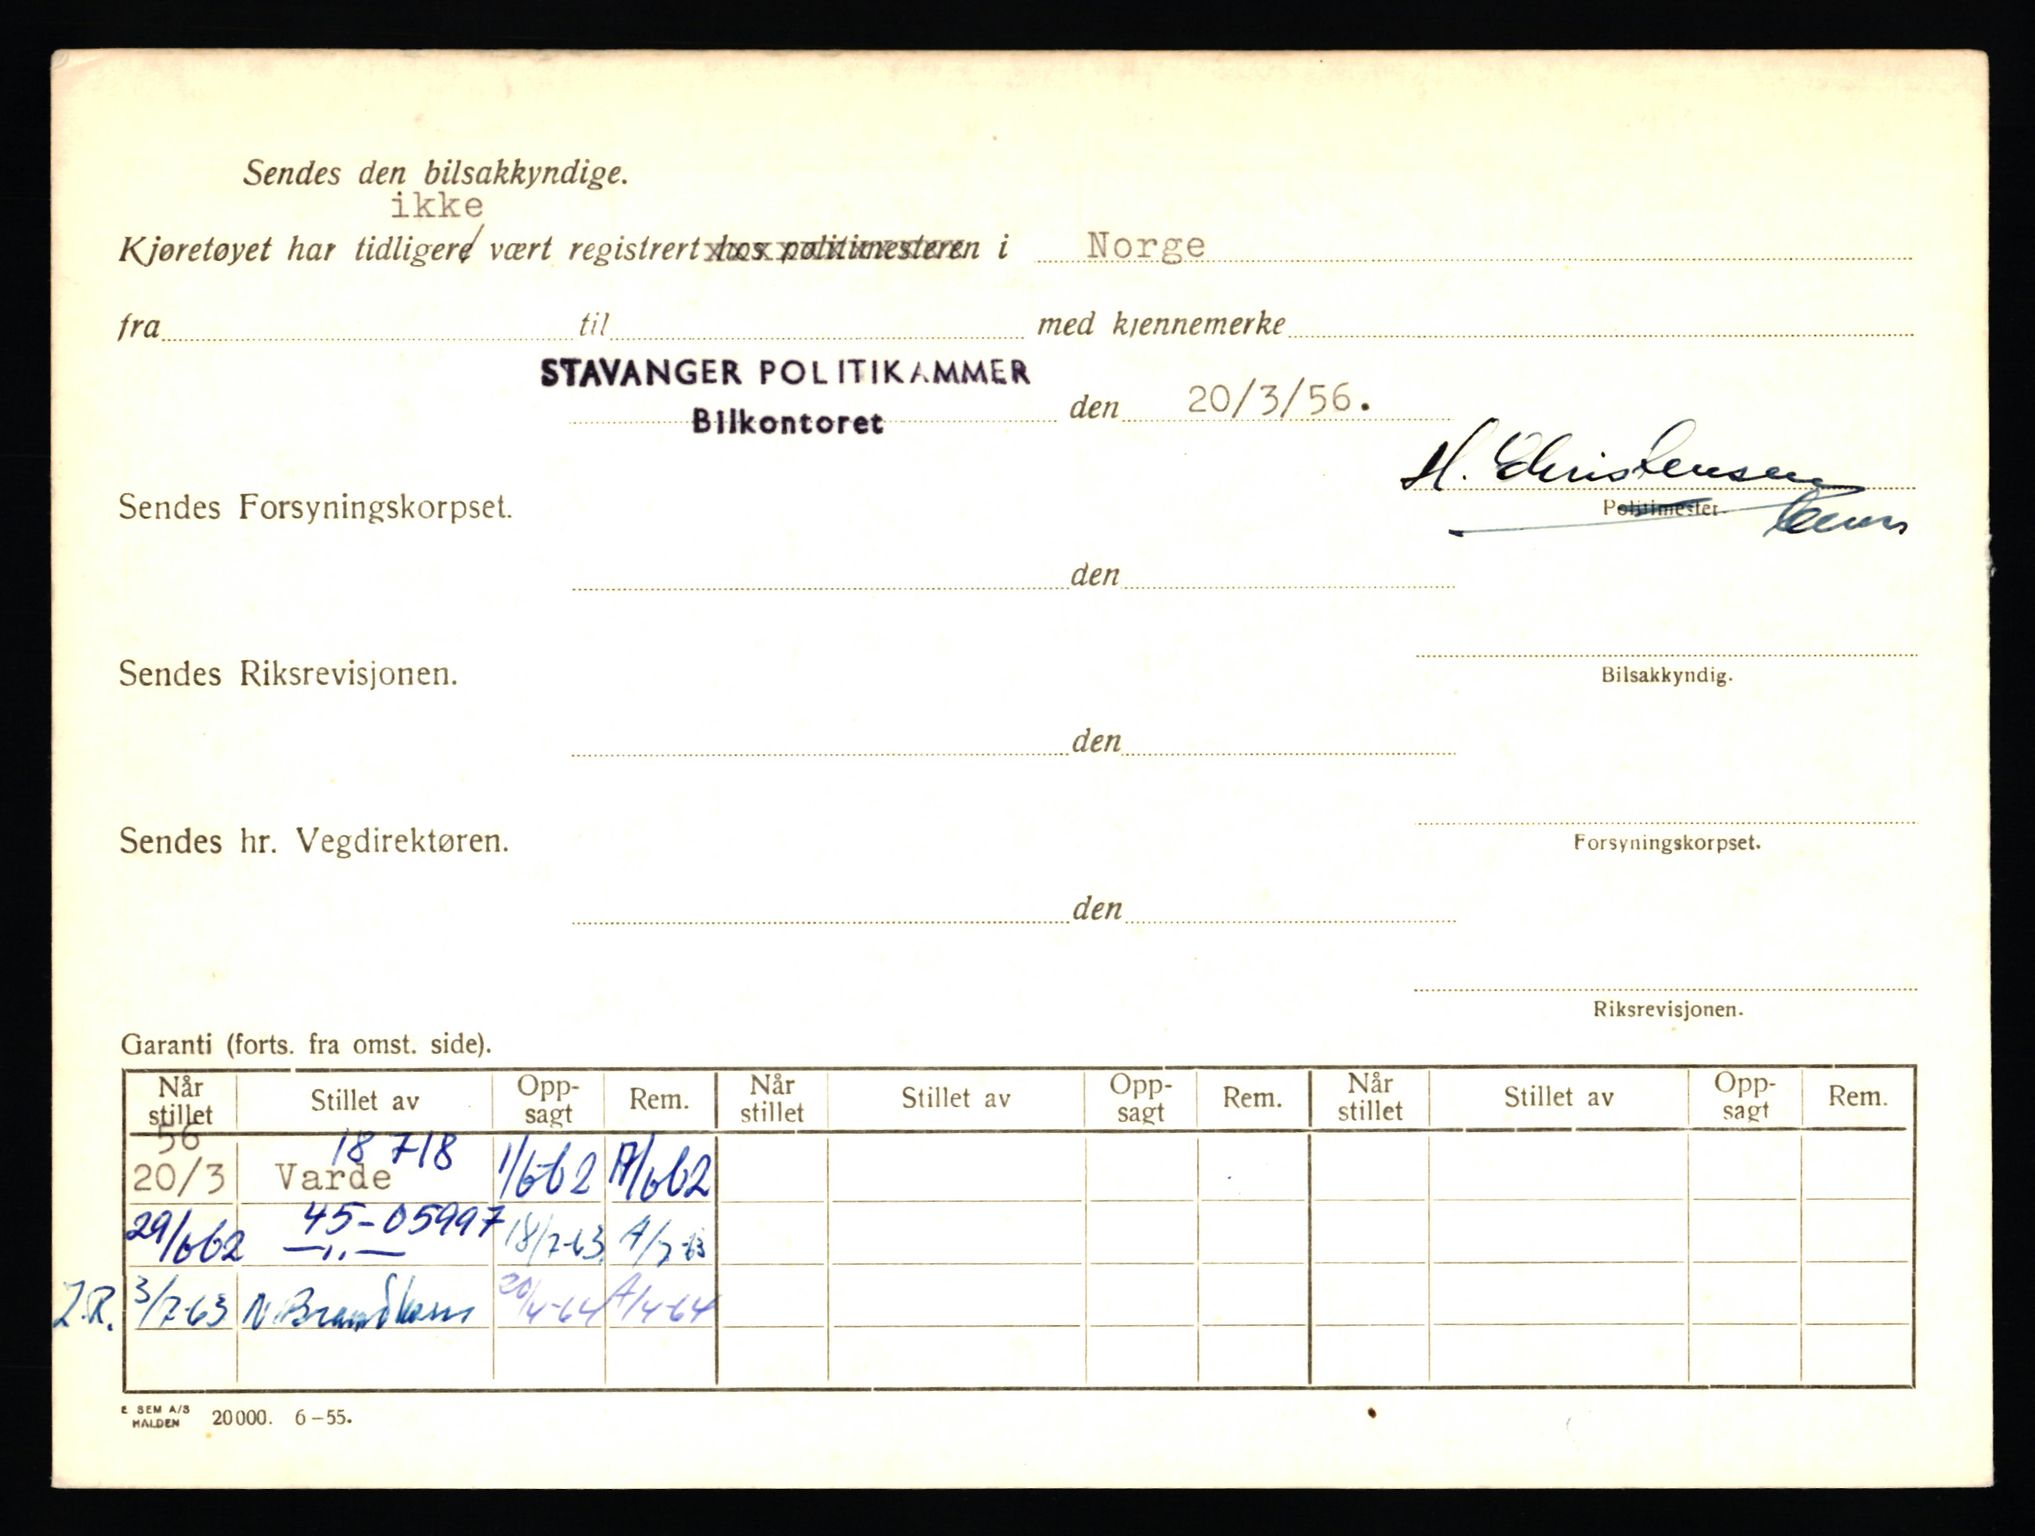 Sendes den bilsakkyndige.
ikke
Kjøretøyet har tidligere/ vært registrert hos politimesteren i Norge
fra til med kjennemerke
STAVANGER POLITIKAMMER
Bilkontoret
den 20/3/56.
H. Christensen
Sendes Forsyningskorpset.
Politimester.
den
Sendes Riksrevisjonen.
Bilsakkyndig.
den
Sendes hr. Vegdirektøren.
Forsyningskorpset.
den
Riksrevisjonen.
Garanti (forts. fra omst. side).
Når stillet Stillet av Opp-sagt Rem. Når stillet Stillet av Opp-sagt Rem. Når stillet Stillet av Opp-sagt Rem.
56 18718
20/3 Varde 1/6-62 A/6 62
45-05997
29/6 62 —„— 18/7-63 A/7-63
Z.R. 3/7-63 N. Brandkasse 20/4-64 A/4-64
E SEM A/S
HALDEN 20000. 6-55.